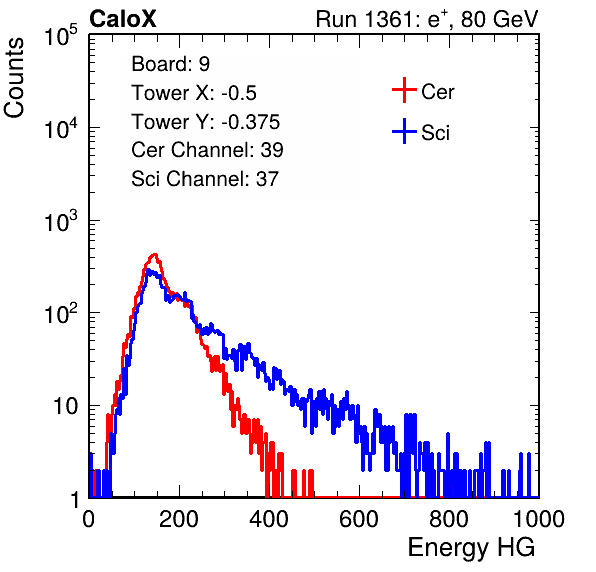 CaloX Run 1361: e⁺, 80 GeV
Counts
Board: 9
Tower X: -0.5
Tower Y: -0.375
Cer Channel: 39
Sci Channel: 37
Cer
Sci
10⁵
10⁴
10³
10²
10
1
0 200 400 600 800 1000
Energy HG